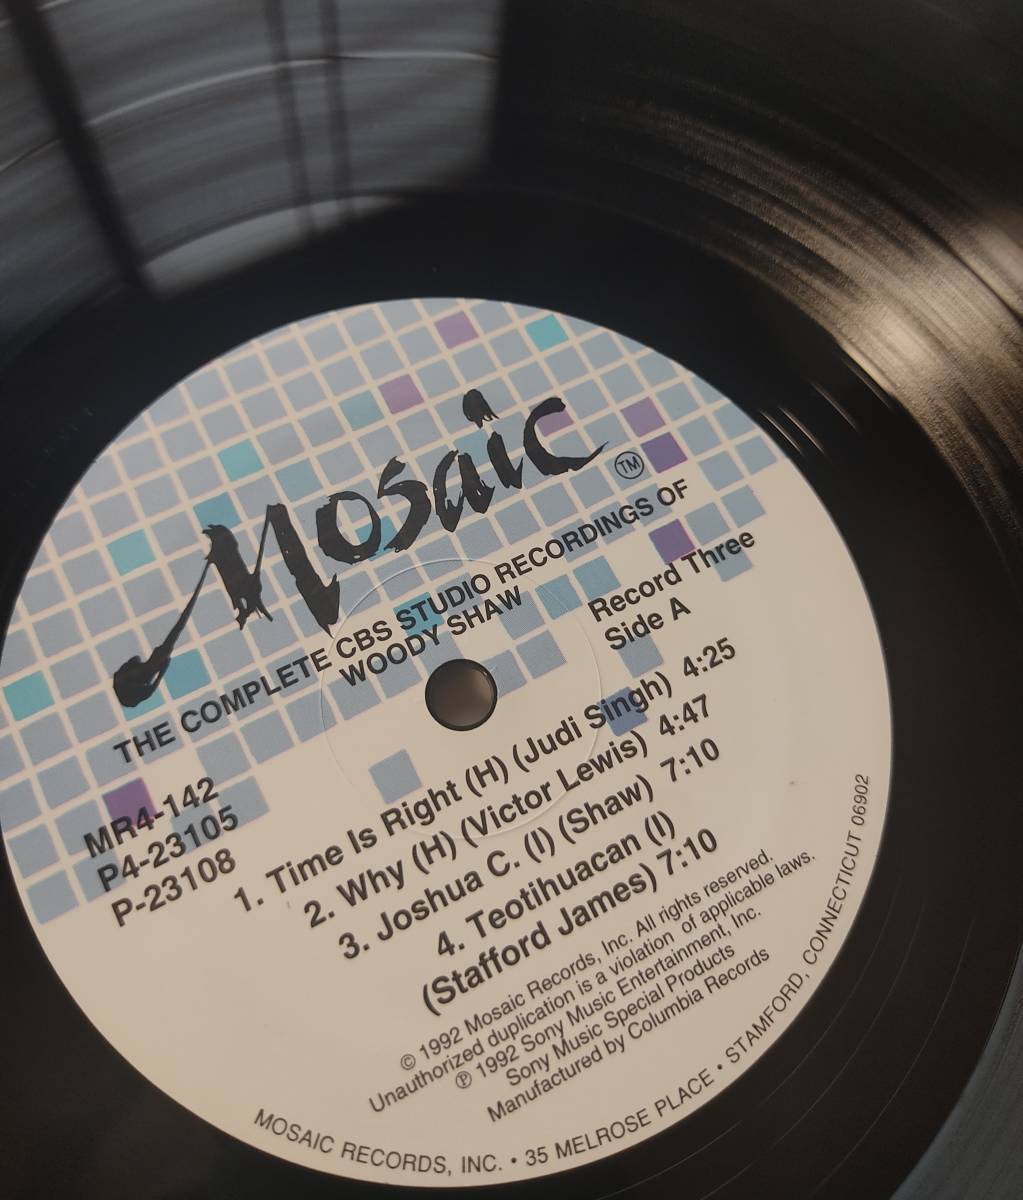 Mosaic TM
THE COMPLETE CBS STUDIO RECORDINGS OF
WOODY SHAW
Record Three
Side A
MR4-142
P4-23105
P-23108
1. Time Is Right (H) (Judi Singh) 4:25
2. Why (H) (Victor Lewis) 4:47
3. Joshua C. (I) (Shaw) 7:10
4. Teotihuacan (I)
(Stafford James) 7:10
© 1992 Mosaic Records, Inc. All rights reserved.
Unauthorized duplication is a violation of applicable laws.
℗ 1992 Sony Music Entertainment, Inc.
Sony Music Special Products
Manufactured by Columbia Records
MOSAIC RECORDS, INC. • 35 MELROSE PLACE • STAMFORD, CONNECTICUT 06902